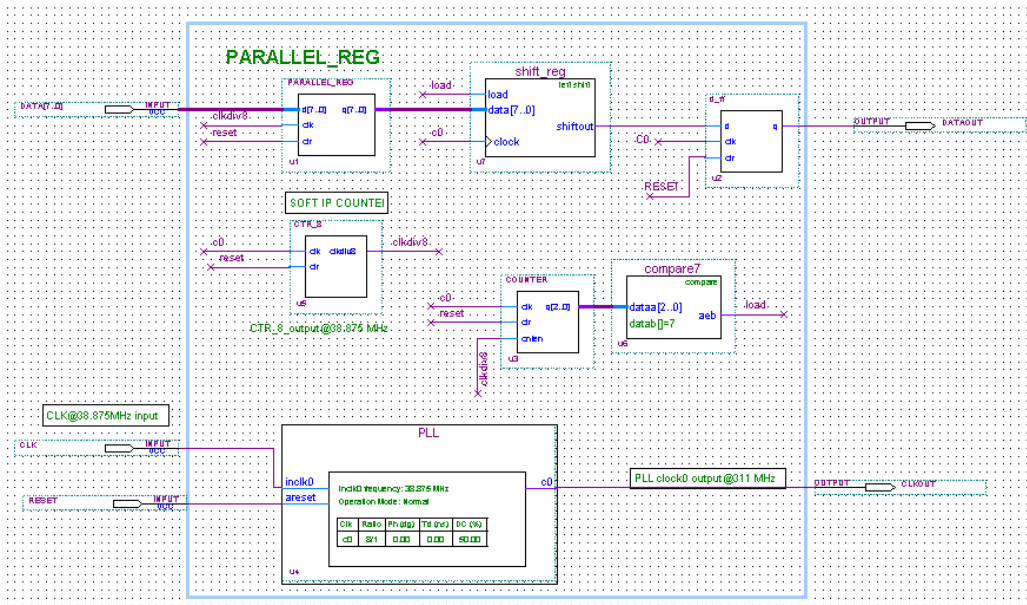 PARALLEL_REG
PARALLEL_REG
d[7..0] q[7..0]
clk
clr
u1
DATA[7..0]
INPUT
VCC
clkdiv8
reset
shift_reg
left shift
load
load
data[7..0]
shiftout
c0
clock
u7
d_ff
d q
clk
clr
u2
C0
RESET
OUTPUT
DATAOUT
SOFT IP COUNTEI
CTR_8
c0
clk clkdiv8
clkdiv8
reset
clr
u5
CTR_8_output@38.875 MHz
COUNTER
c0
clk q[2..0]
reset
clr
cnten
u3
clkdiv8
compare7
compare
dataa[2..0]
aeb
datab[]=7
u6
load
CLK@38.875MHz input
CLK
INPUT
VCC
RESET
INPUT
VCC
PLL
inclk0
areset
inclk0 frequency: 38.875 MHz
Operation Mode: Normal
Clk Ratio Ph (dg) Td (ns) DC (%)
c0 8/1 0.00 0.00 50.00
c0
u4
PLL clock0 output@311 MHz
OUTPUT
CLKOUT